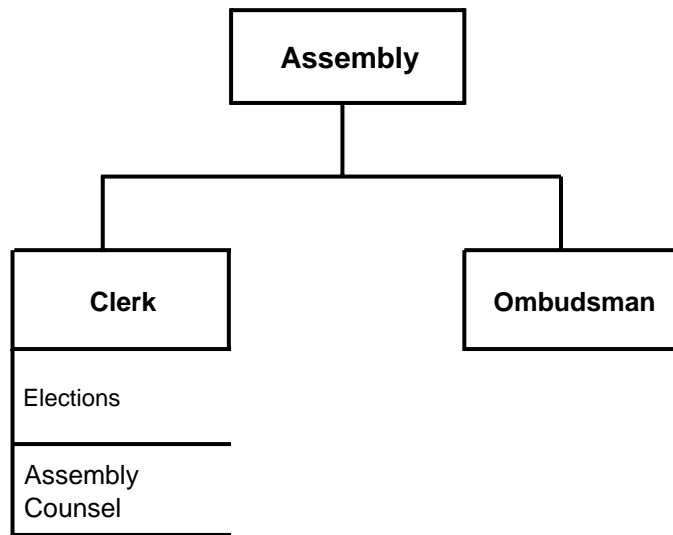 Assembly
Clerk
Ombudsman
Elections
Assembly
Counsel